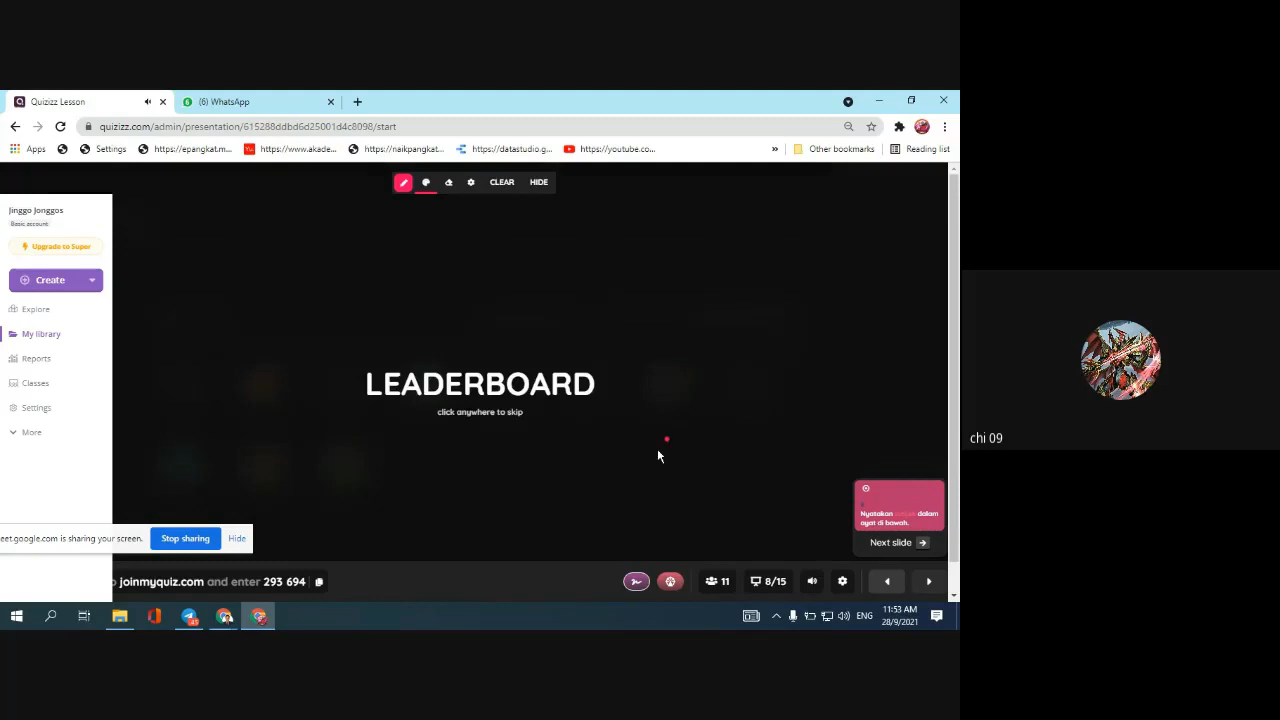 Quizizz Lesson
(6) WhatsApp
quizizz.com/admin/presentation/615288ddbd6d25001d4c8098/start
Apps
Settings
https://epangkat.m...
https://www.akade...
https://naikpangkat...
https://datastudio.g...
https://youtube.co...
»
Other bookmarks
Reading list
CLEAR
HIDE
Jinggo Jonggos
Basic account
Upgrade to Super
Create
Explore
My library
Reports
Classes
Settings
More
LEADERBOARD
click anywhere to skip
Nyatakan dalam
ayat di bawah.
Next slide
eet.google.com is sharing your screen.
Stop sharing
Hide
joinmyquiz.com and enter 293 694
11
8/15
ENG
11:53 AM
28/9/2021
chi 09